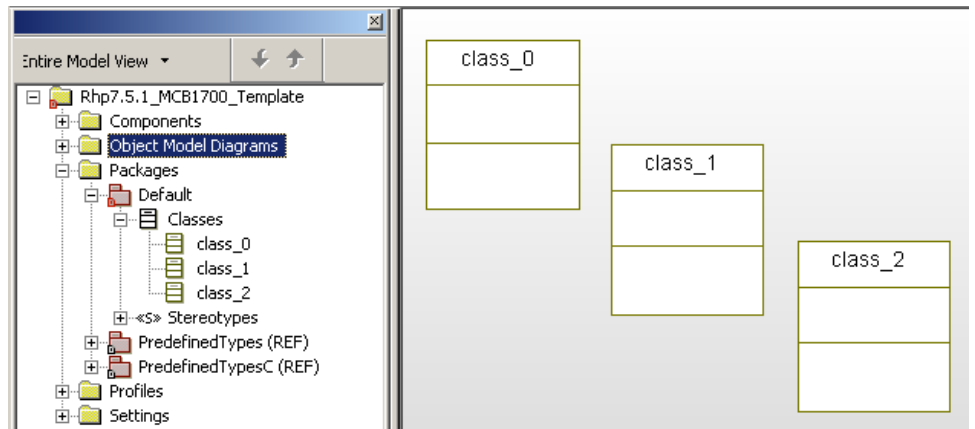 Entire Model View
Rhp7.5.1_MCB1700_Template
Components
Object Model Diagrams
Packages
Default
Classes
class_0
class_1
class_2
«S» Stereotypes
PredefinedTypes (REF)
PredefinedTypesC (REF)
Profiles
Settings
class_0
class_1
class_2